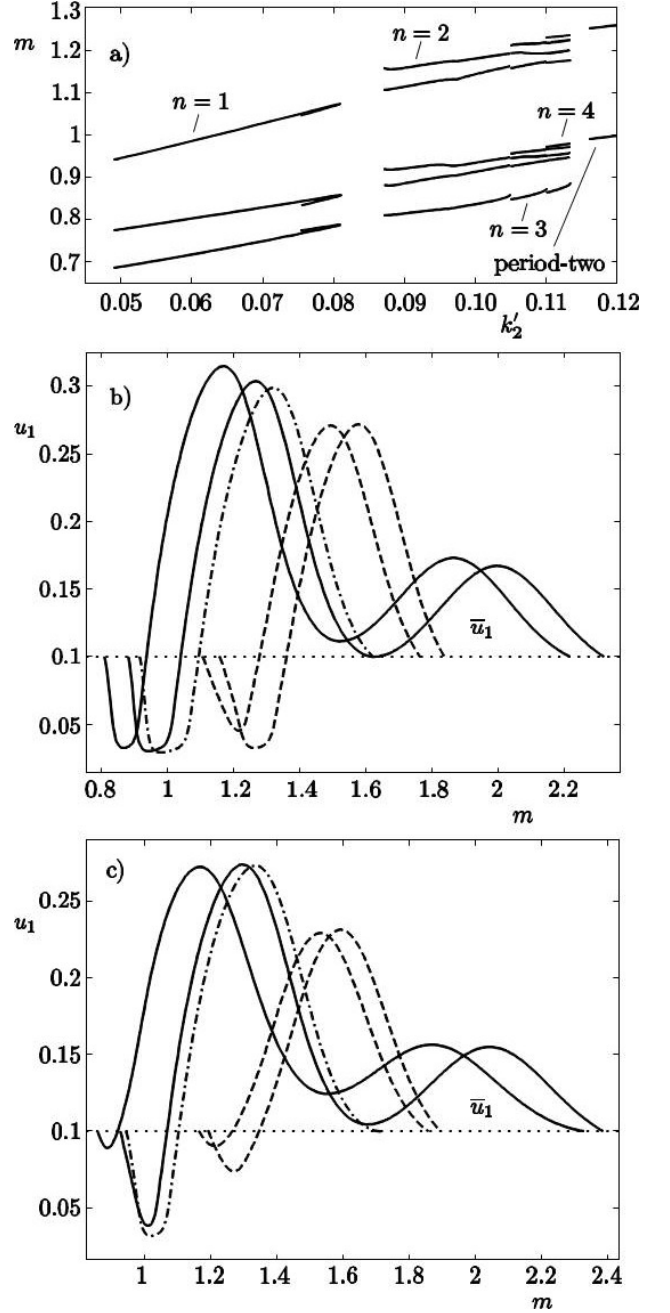 1.3
m
a)
n = 2
1.2
1.1
n = 1
1
n = 4
0.9
0.8
n = 3
0.7
period-two
0.05 0.06 0.07 0.08 0.09 0.10 0.11 0.12
k′₂
b)
0.3
u₁
0.25
0.2
0.15
u̅₁
0.1
0.05
0.8 1 1.2 1.4 1.6 1.8 2 2.2
m
c)
0.25
u₁
0.2
0.15
u̅₁
0.1
0.05
1 1.2 1.4 1.6 1.8 2 2.2 2.4
m